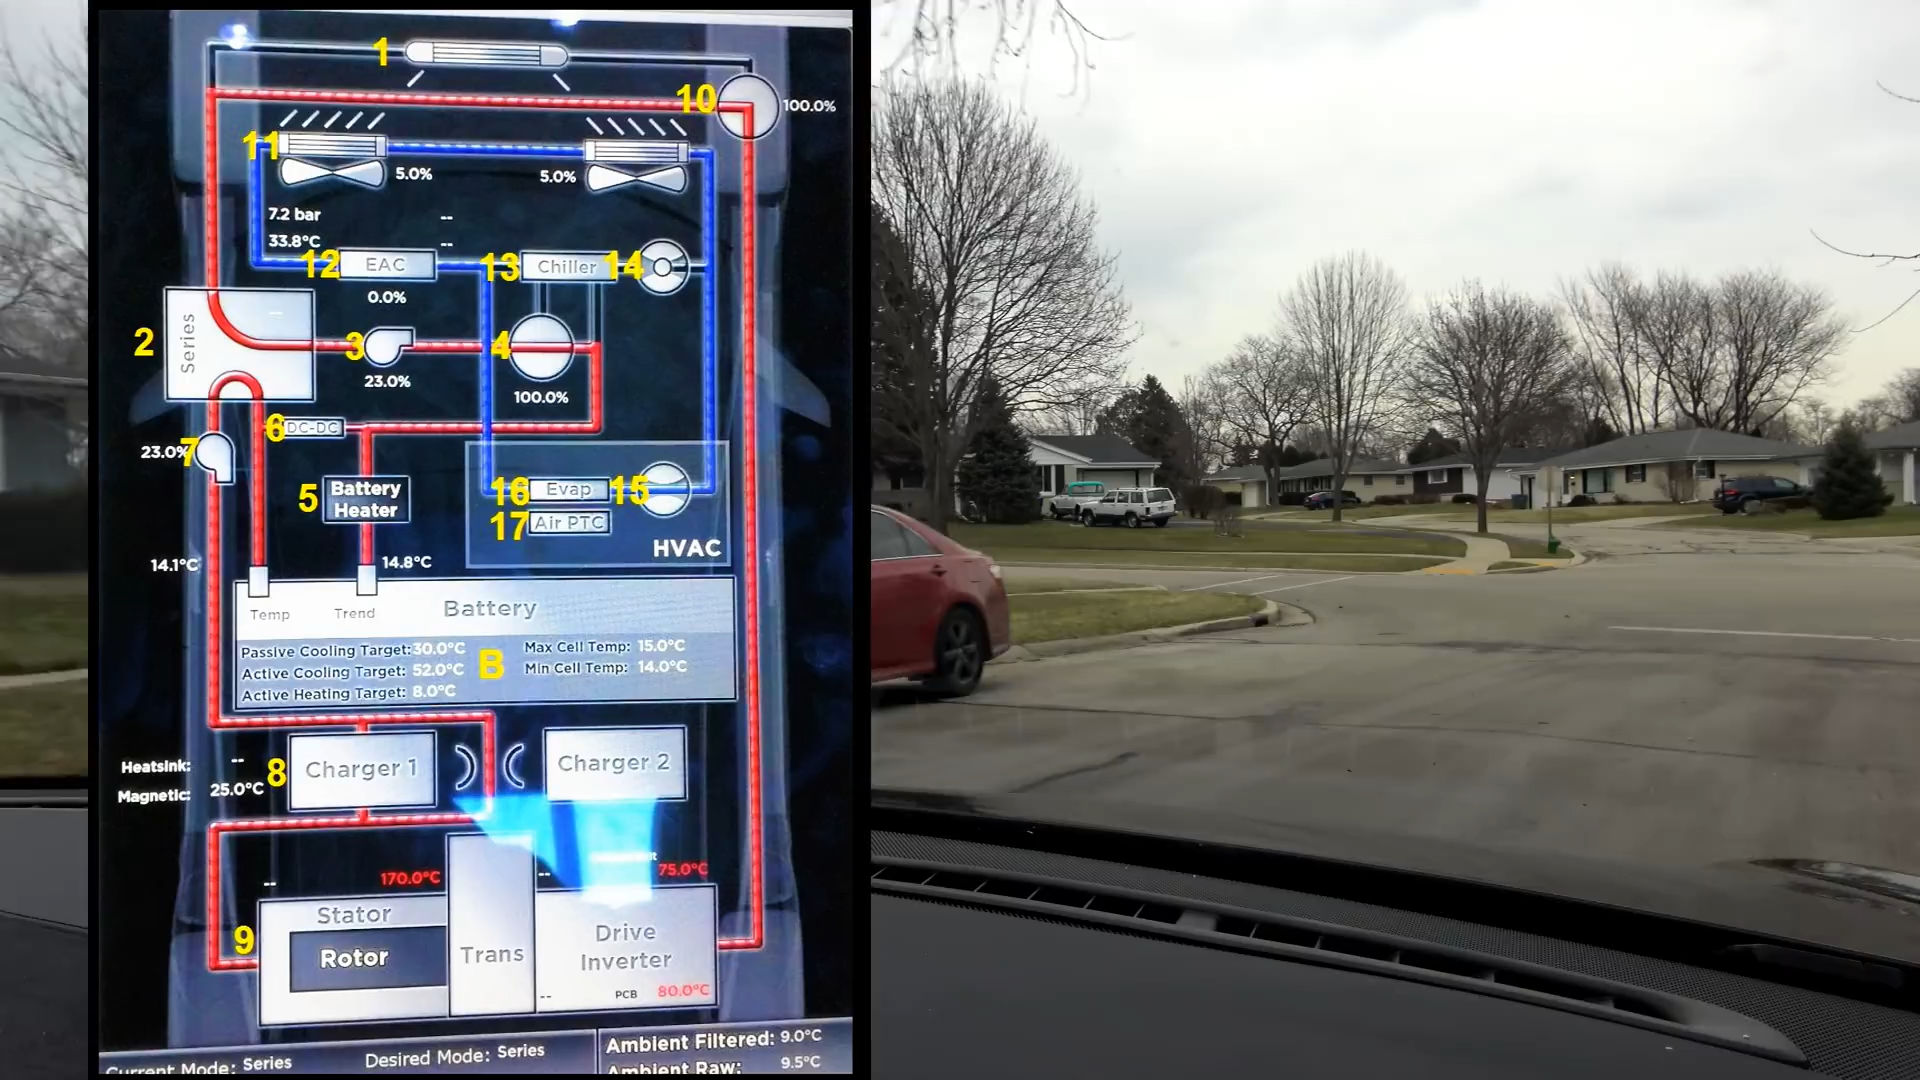 1
10
100.0%
11
5.0%
5.0%
7.2 bar
--
33.8°C
--
12
EAC
13
Chiller
14
0.0%
2
Series
--
3
4
23.0%
100.0%
6
DC-DC
23.0%
7
5
Battery
Heater
16
Evap
15
17
Air PTC
HVAC
14.1°C
14.8°C
Temp
Trend
Battery
Passive Cooling Target: 30.0°C
Max Cell Temp: 15.0°C
B
Active Cooling Target: 52.0°C
Min Cell Temp: 14.0°C
Active Heating Target: 8.0°C
Heatsink: --
8
Charger 1
Charger 2
Magnetic: 25.0°C
--
170.0°C
--
75.0°C
9
Stator
Rotor
Trans
Drive
Inverter
--
PCB
80.0°C
Current Mode: Series
Desired Mode: Series
Ambient Filtered: 9.0°C
Ambient Raw: 9.5°C